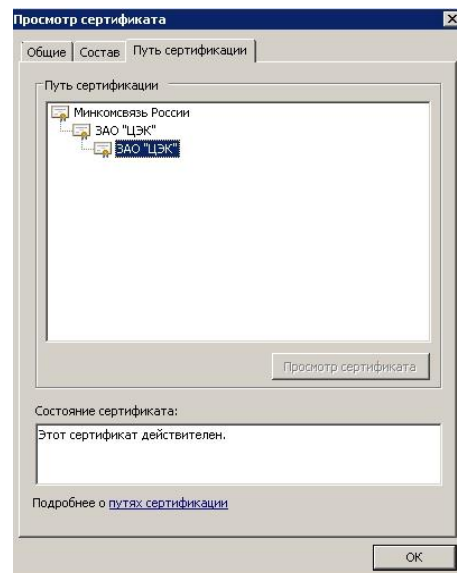 Просмотр сертификата
Общие Состав Путь сертификации
Путь сертификации
Минкомсвязь России
ЗАО "ЦЭК"
ЗАО "ЦЭК"
Просмотр сертификата
Состояние сертификата:
Этот сертификат действителен.
Подробнее о путях сертификации
ОК